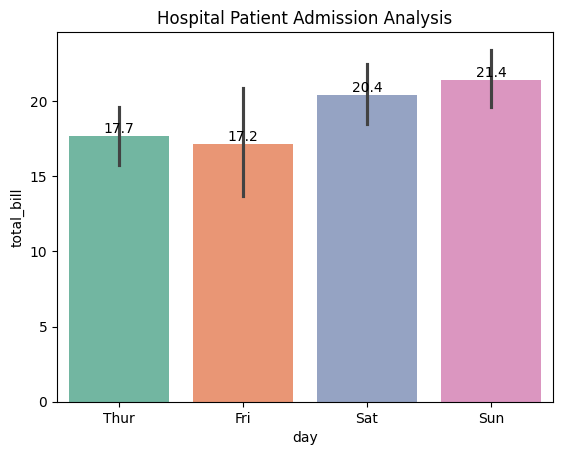 Hospital Patient Admission Analysis
total_bill
20
15
10
5
0
17.7
17.2
20.4
21.4
Thur
Fri
Sat
Sun
day